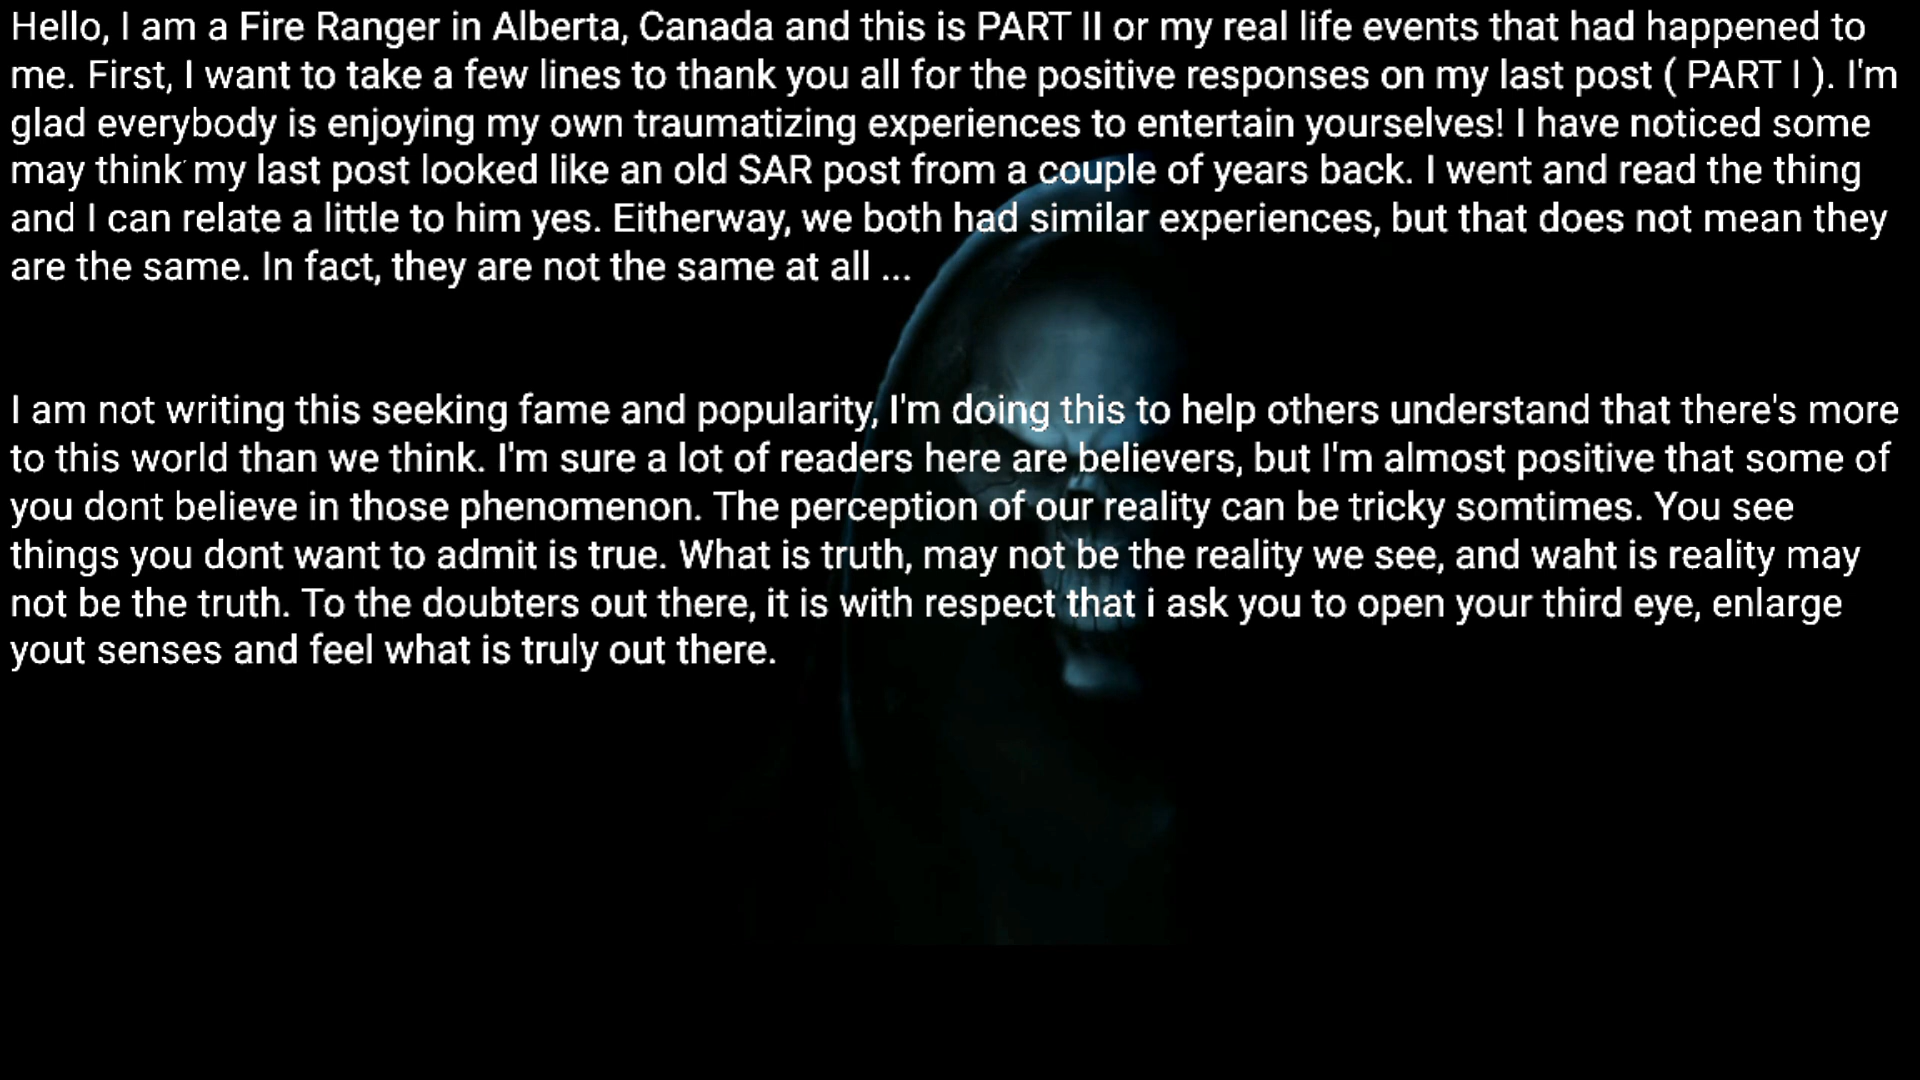 Hello, I am a Fire Ranger in Alberta, Canada and this is PART II or my real life events that had happened to
me. First, I want to take a few lines to thank you all for the positive responses on my last post ( PART I ). I'm
glad everybody is enjoying my own traumatizing experiences to entertain yourselves! I have noticed some
may think my last post looked like an old SAR post from a couple of years back. I went and read the thing
and I can relate a little to him yes. Eitherway, we both had similar experiences, but that does not mean they
are the same. In fact, they are not the same at all ...
I am not writing this seeking fame and popularity, I'm doing this to help others understand that there's more
to this world than we think. I'm sure a lot of readers here are believers, but I'm almost positive that some of
you dont believe in those phenomenon. The perception of our reality can be tricky somtimes. You see
things you dont want to admit is true. What is truth, may not be the reality we see, and waht is reality may
not be the truth. To the doubters out there, it is with respect that i ask you to open your third eye, enlarge
yout senses and feel what is truly out there.